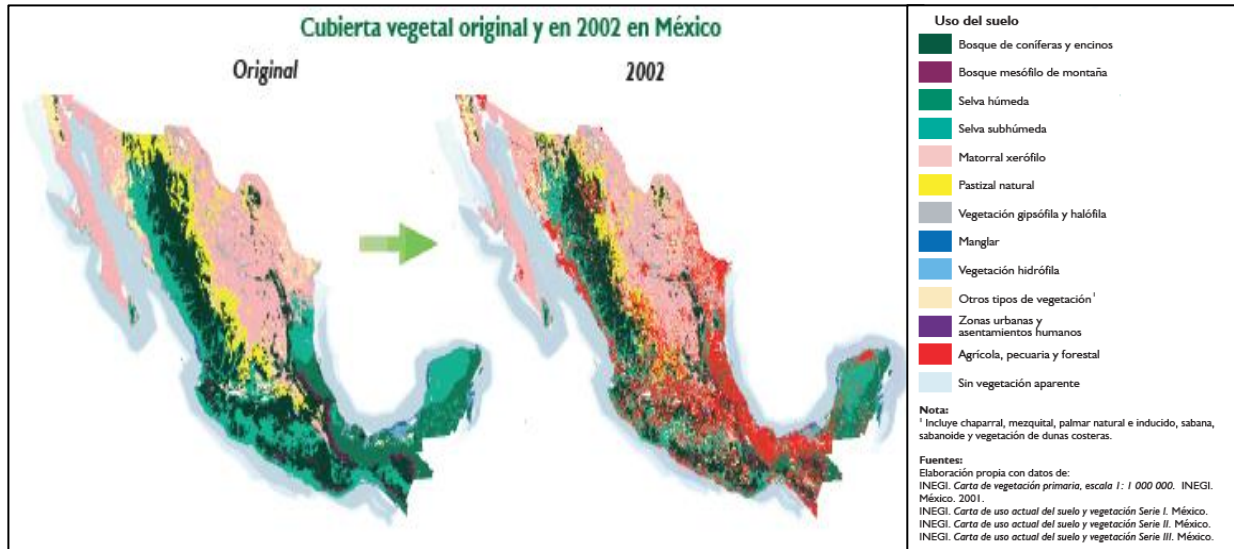 Cubierta vegetal original y en 2002 en México
Original
2002
Uso del suelo
Bosque de coníferas y encinos
Bosque mesófilo de montaña
Selva húmeda
Selva subhúmeda
Matorral xerófilo
Pastizal natural
Vegetación gipsófila y halófila
Manglar
Vegetación hidrófila
Otros tipos de vegetación¹
Zonas urbanas y
asentamientos humanos
Agrícola, pecuaria y forestal
Sin vegetación aparente
Nota:
¹ Incluye chaparral, mezquital, palmar natural e inducido, sabana,
sabanoide y vegetación de dunas costeras.
Fuentes:
Elaboración propia con datos de:
INEGI. Carta de vegetación primaria, escala 1: 1 000 000. INEGI.
México. 2001.
INEGI. Carta de uso actual del suelo y vegetación Serie I. México.
INEGI. Carta de uso actual del suelo y vegetación Serie II. México.
INEGI. Carta de uso actual del suelo y vegetación Serie III. México.